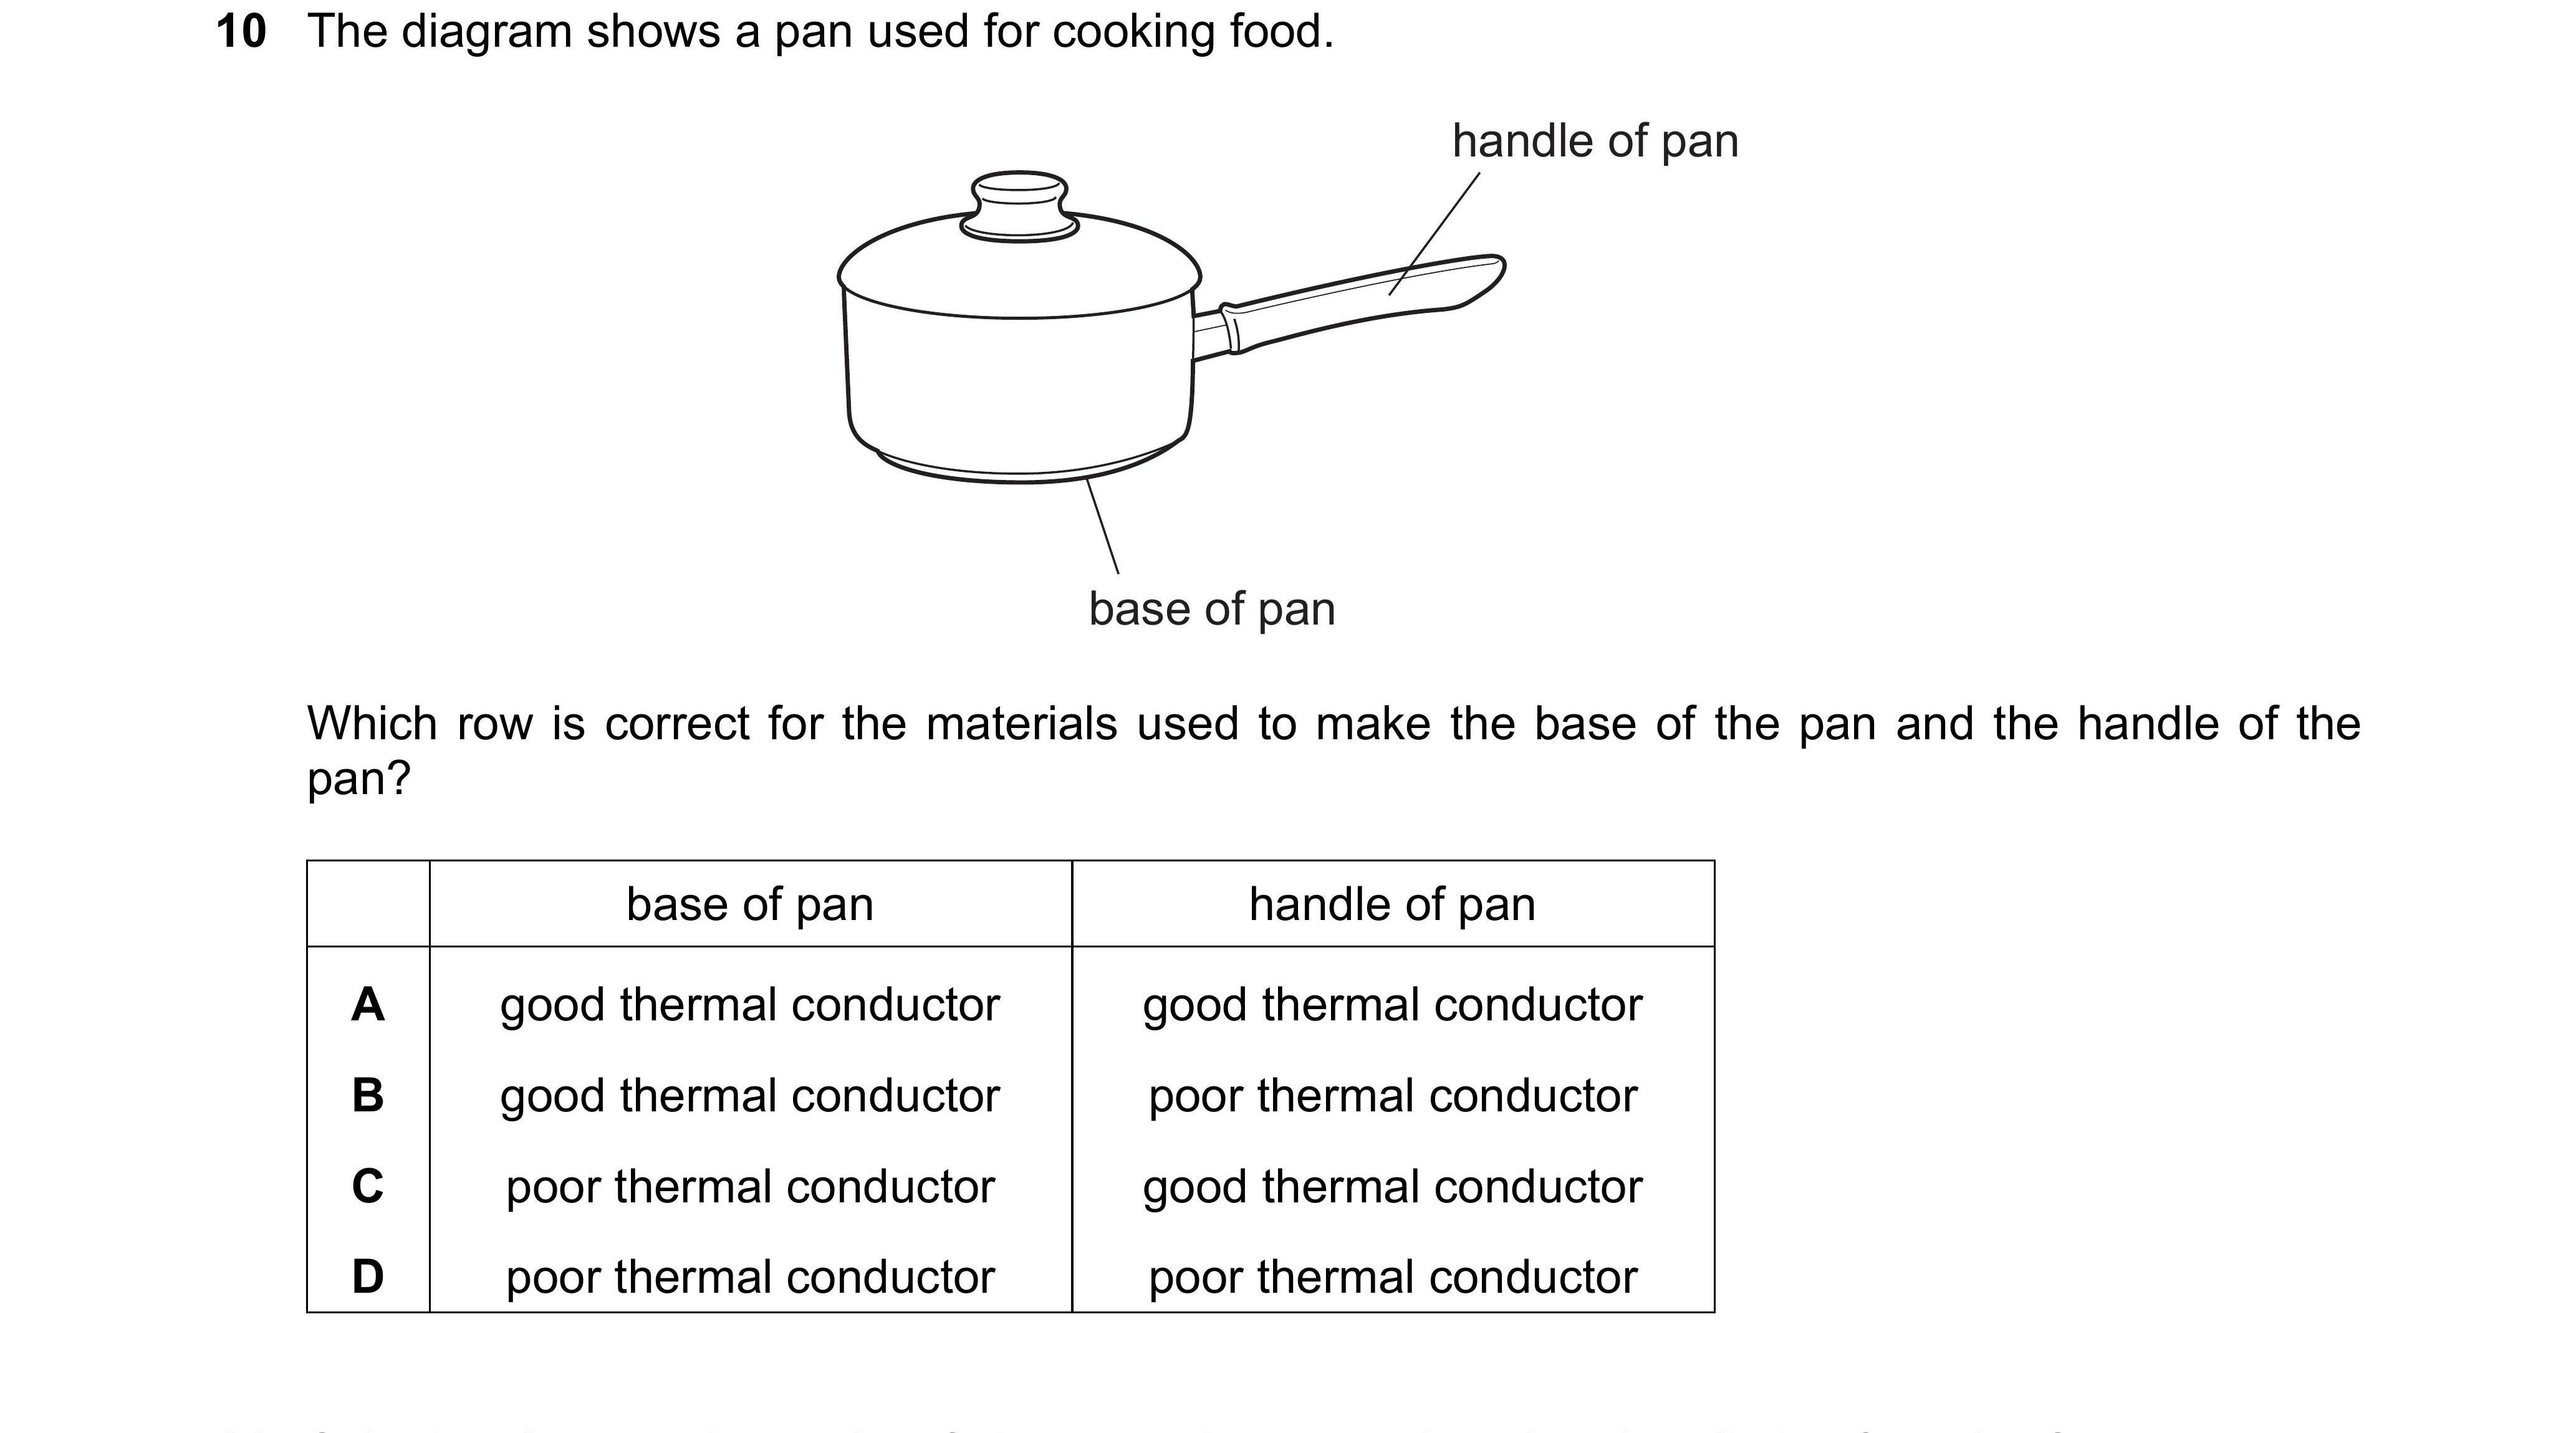 10 The diagram shows a pan used for cooking food.
handle of pan
base of pan
Which row is correct for the materials used to make the base of the pan and the handle of the
pan?
base of pan handle of pan
A good thermal conductor good thermal conductor
B good thermal conductor poor thermal conductor
C poor thermal conductor good thermal conductor
D poor thermal conductor poor thermal conductor